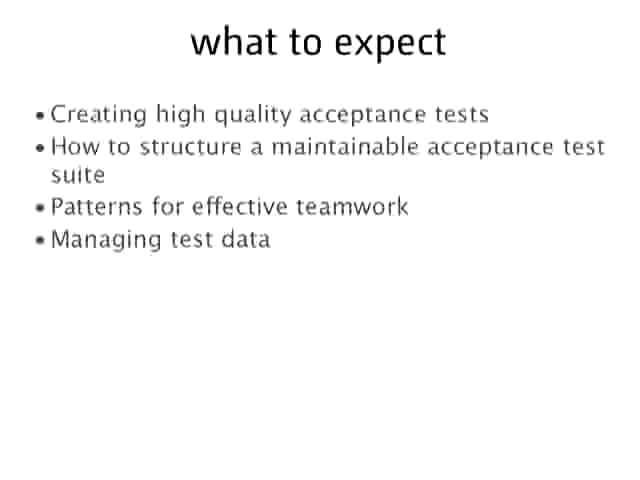 what to expect
• Creating high quality acceptance tests
• How to structure a maintainable acceptance test
suite
• Patterns for effective teamwork
• Managing test data